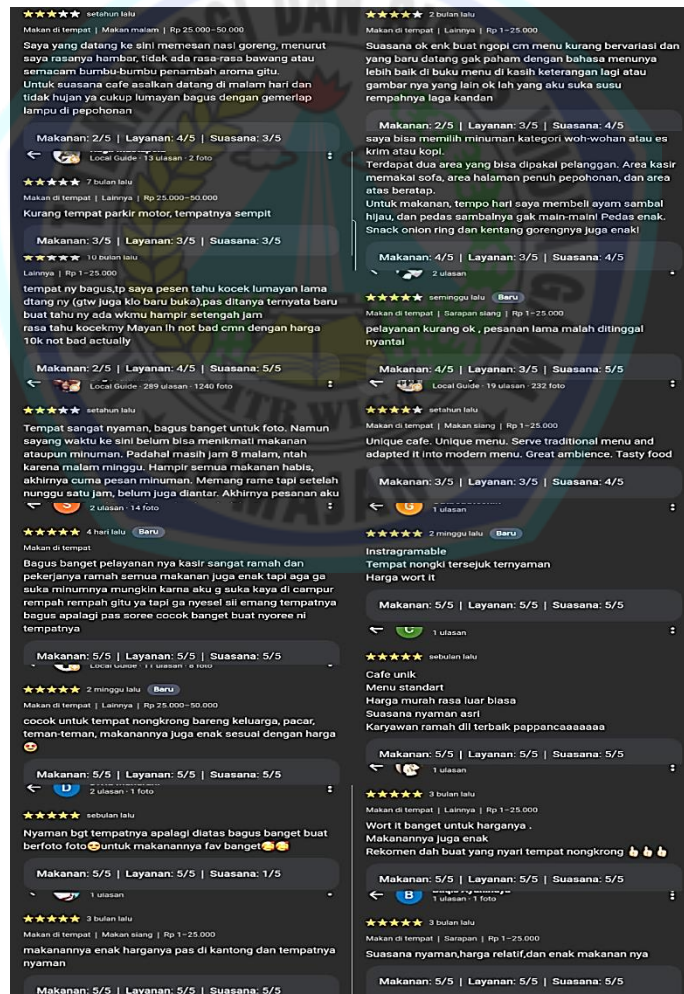 setahun lalu
Makan di tempat | Makan malam | Rp 25.000–50.000
Saya yang datang ke sini memesan nasi goreng, menurut
saya rasanya hambar, tidak ada rasa-rasa bawang atau
semacam bumbu-bumbu penambah aroma gitu.
Untuk suasana cafe asalkan datang di malam hari dan
tidak hujan ya cukup lumayan bagus dengan gemerlap
lampu di pepohonan
Makanan: 2/5 | Layanan: 4/5 | Suasana: 3/5
Local Guide · 13 ulasan · 2 foto
7 bulan lalu
Makan di tempat | Lainnya | Rp 25.000–50.000
Kurang tempat parkir motor, tempatnya sempit
Makanan: 3/5 | Layanan: 3/5 | Suasana: 3/5
10 bulan lalu
Lainnya | Rp 1–25.000
tempat ny bagus,tp saya pesen tahu kocek lumayan lama
dtang ny (gtw juga klo baru buka),pas ditanya ternyata baru
buat tahu ny ada wkmu hampir setengah jam
rasa tahu kocekmy Mayan lh not bad cmn dengan harga
10k not bad actually
Makanan: 2/5 | Layanan: 4/5 | Suasana: 5/5
Local Guide · 289 ulasan · 1240 foto
setahun lalu
Tempat sangat nyaman, bagus banget untuk foto. Namun
sayang waktu ke sini belum bisa menikmati makanan
ataupun minuman. Padahal masih jam 8 malam, ntah
karena malam minggu. Hampir semua makanan habis,
akhirnya cuma pesan minuman. Memang rame tapi setelah
nunggu satu jam, belum juga diantar. Akhirnya pesanan aku
2 ulasan · 14 foto
4 hari lalu Baru
Makan di tempat
Bagus banget pelayanan nya kasir sangat ramah dan
pekerjanya ramah semua makanan juga enak tapi aga ga
suka minumnya mungkin karna aku g suka kaya di campur
rempah rempah gitu ya tapi ga nyesel sii emang tempatnya
bagus apalagi pas soree cocok banget buat nyoree ni
tempatnya
Makanan: 5/5 | Layanan: 5/5 | Suasana: 5/5
Local Guide · 11 ulasan · 8 foto
2 minggu lalu Baru
Makan di tempat | Lainnya | Rp 25.000–50.000
cocok untuk tempat nongkrong bareng keluarga, pacar,
teman-teman, makanannya juga enak sesuai dengan harga
😍
Makanan: 5/5 | Layanan: 5/5 | Suasana: 5/5
D
2 ulasan · 1 foto
sebulan lalu
Nyaman bgt tempatnya apalagi diatas bagus banget buat
berfoto foto😊untuk makanannya fav banget🥰🥰
Makanan: 5/5 | Layanan: 5/5 | Suasana: 1/5
1 ulasan
3 bulan lalu
Makan di tempat | Makan siang | Rp 1–25.000
makanannya enak harganya pas di kantong dan tempatnya
nyaman
Makanan: 5/5 | Layanan: 5/5 | Suasana: 5/5
2 bulan lalu
Makan di tempat | Lainnya | Rp 1–25.000
Suasana ok enk buat ngopi cm menu kurang bervariasi dan
yang baru datang gak paham dengan bahasa menunya
lebih baik di buku menu di kasih keterangan lagi atau
gambar nya yang lain ok lah yang aku suka susu
rempahnya laga kandan
Makanan: 2/5 | Layanan: 3/5 | Suasana: 4/5
saya bisa memilih minuman kategori woh-wohan atau es
krim atau kopi.
Terdapat dua area yang bisa dipakai pelanggan. Area kasir
memakai sofa, area halaman penuh pepohonan, dan area
atas beratap.
Untuk makanan, tempo hari saya membeli ayam sambal
hijau, dan pedas sambalnya gak main-main! Pedas enak.
Snack onion ring dan kentang gorengnya juga enak!
Makanan: 4/5 | Layanan: 3/5 | Suasana: 4/5
2 ulasan
seminggu lalu Baru
Makan di tempat | Sarapan siang | Rp 1–25.000
pelayanan kurang ok , pesanan lama malah ditinggal
nyantai
Makanan: 4/5 | Layanan: 3/5 | Suasana: 5/5
Local Guide · 19 ulasan · 232 foto
setahun lalu
Makan di tempat | Makan siang | Rp 1–25.000
Unique cafe. Unique menu. Serve traditional menu and
adapted it into modern menu. Great ambience. Tasty food
Makanan: 3/5 | Layanan: 3/5 | Suasana: 4/5
G
1 ulasan
2 minggu lalu Baru
Instragramable
Tempat nongki tersejuk ternyaman
Harga wort it
Makanan: 5/5 | Layanan: 5/5 | Suasana: 5/5
C
1 ulasan
sebulan lalu
Cafe unik
Menu standart
Harga murah rasa luar biasa
Suasana nyaman asri
Karyawan ramah dll terbaik pappancaaaaaaa
Makanan: 5/5 | Layanan: 5/5 | Suasana: 5/5
1 ulasan
3 bulan lalu
Makan di tempat | Lainnya | Rp 1–25.000
Wort it banget untuk harganya .
Makanannya juga enak
Rekomen dah buat yang nyari tempat nongkrong 👍👍👍
Makanan: 5/5 | Layanan: 5/5 | Suasana: 5/5
B
1 ulasan · 1 foto
3 bulan lalu
Makan di tempat | Sarapan | Rp 1–25.000
Suasana nyaman,harga relatif,dan enak makanan nya
Makanan: 5/5 | Layanan: 5/5 | Suasana: 5/5